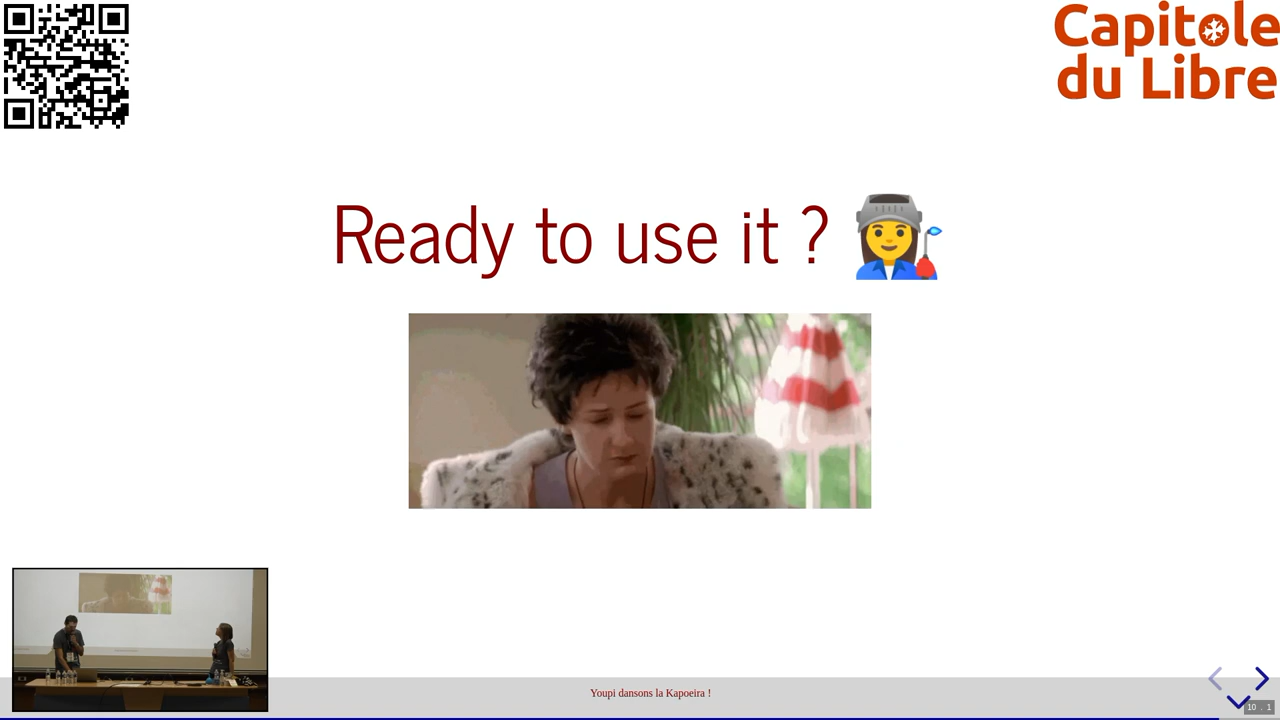 Capitole
du Libre
Ready to use it ?
Youpi dansons la Kapoeira !
10 . 1